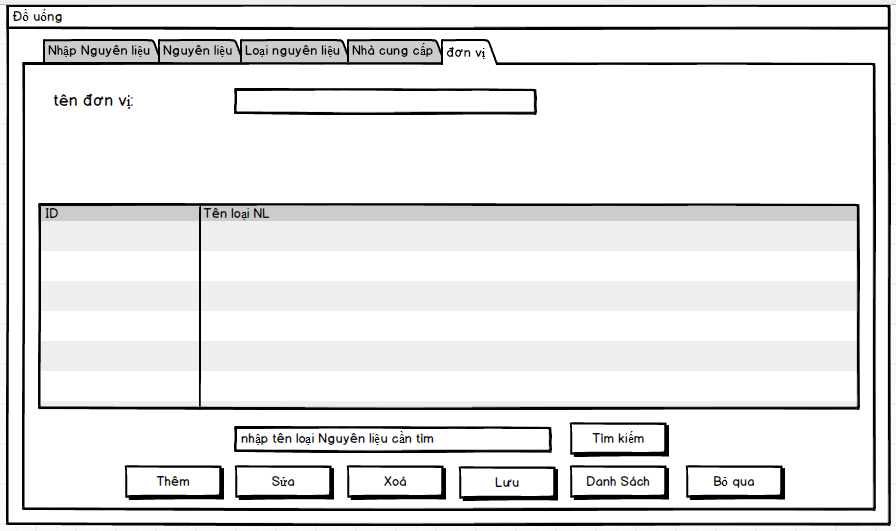 Đồ uống
Nhập Nguyên liệu Nguyên liệu Loại nguyên liệu Nhà cung cấp đơn vị
tên đơn vị:
ID Tên loại NL
nhập tên loại Nguyên liệu cần tìm Tìm kiếm
Thêm Sửa Xoá Lưu Danh Sách Bỏ qua